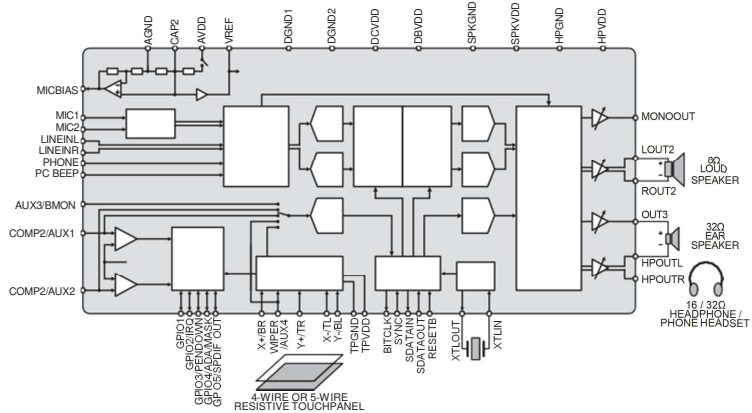 AGND
CAP2
AVDD
VREF
DGND1
DGND2
DCVDD
DBVDD
SPKGND
SPKVDD
HPGND
HPVDD
MICBIAS
MIC1
MIC2
LINEINL
LINEINR
PHONE
PC BEEP
AUX3/BMON
COMP2/AUX1
COMP2/AUX2
MONOOUT
LOUT2
ROUT2
8Ω
LOUD
SPEAKER
OUT3
32Ω
EAR
SPEAKER
HPOUTL
HPOUTR
16 / 32Ω
HEADPHONE /
PHONE HEADSET
GPIO1
GPIO2/IRQ
GPIO3/PENDOWN
GPIO4/ADA/MASK
GPIO5/SPDIF OUT
X+/BR
WIPER
/AUX4
Y+/TR
X-/TL
Y-/BL
TPGND
TPVDD
BITCLK
SYNC
SDATAIN
SDATAOUT
RESETB
XTLOUT
XTLIN
4-WIRE OR 5-WIRE
RESISTIVE TOUCHPANEL